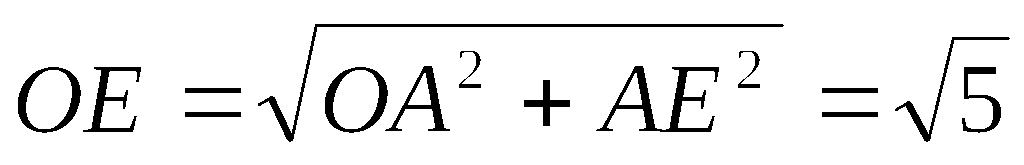 OE = √(OA² + AE²) = √5